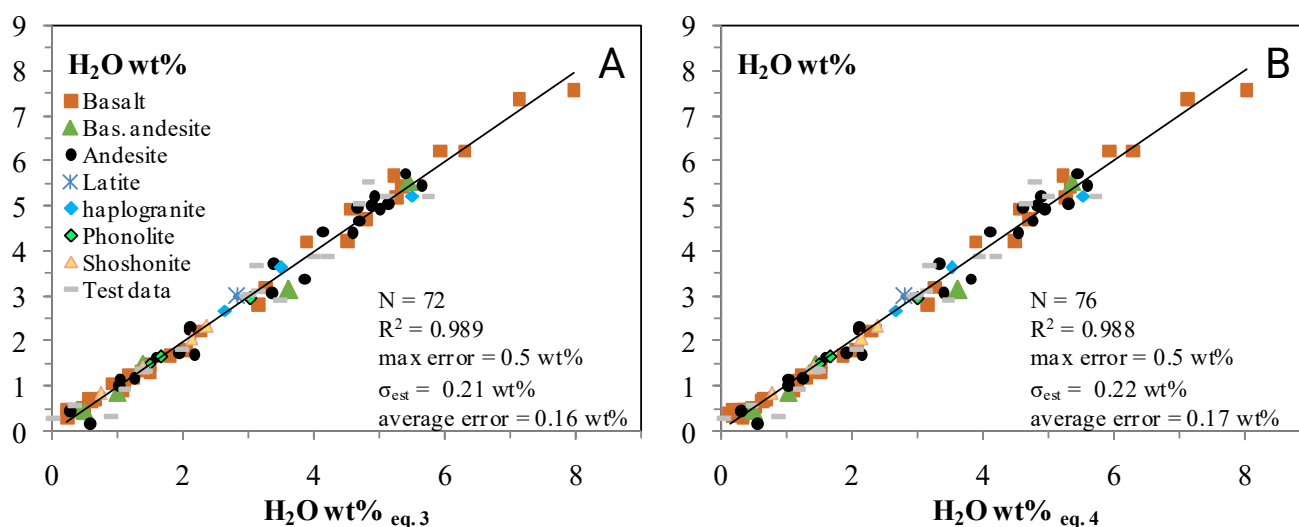 9
8
7
6
5
4
3
2
1
0
H₂O wt%
A
Basalt
Bas. andesite
Andesite
Latite
haplogranite
Phonolite
Shoshonite
Test data
N = 72
R² = 0.989
max error = 0.5 wt%
σest = 0.21 wt%
average error = 0.16 wt%
0 2 4 6 8
H₂O wt% eq. 3
9
8
7
6
5
4
3
2
1
0
H₂O wt%
B
N = 76
R² = 0.988
max error = 0.5 wt%
σest = 0.22 wt%
average error = 0.17 wt%
0 2 4 6 8
H₂O wt% eq. 4